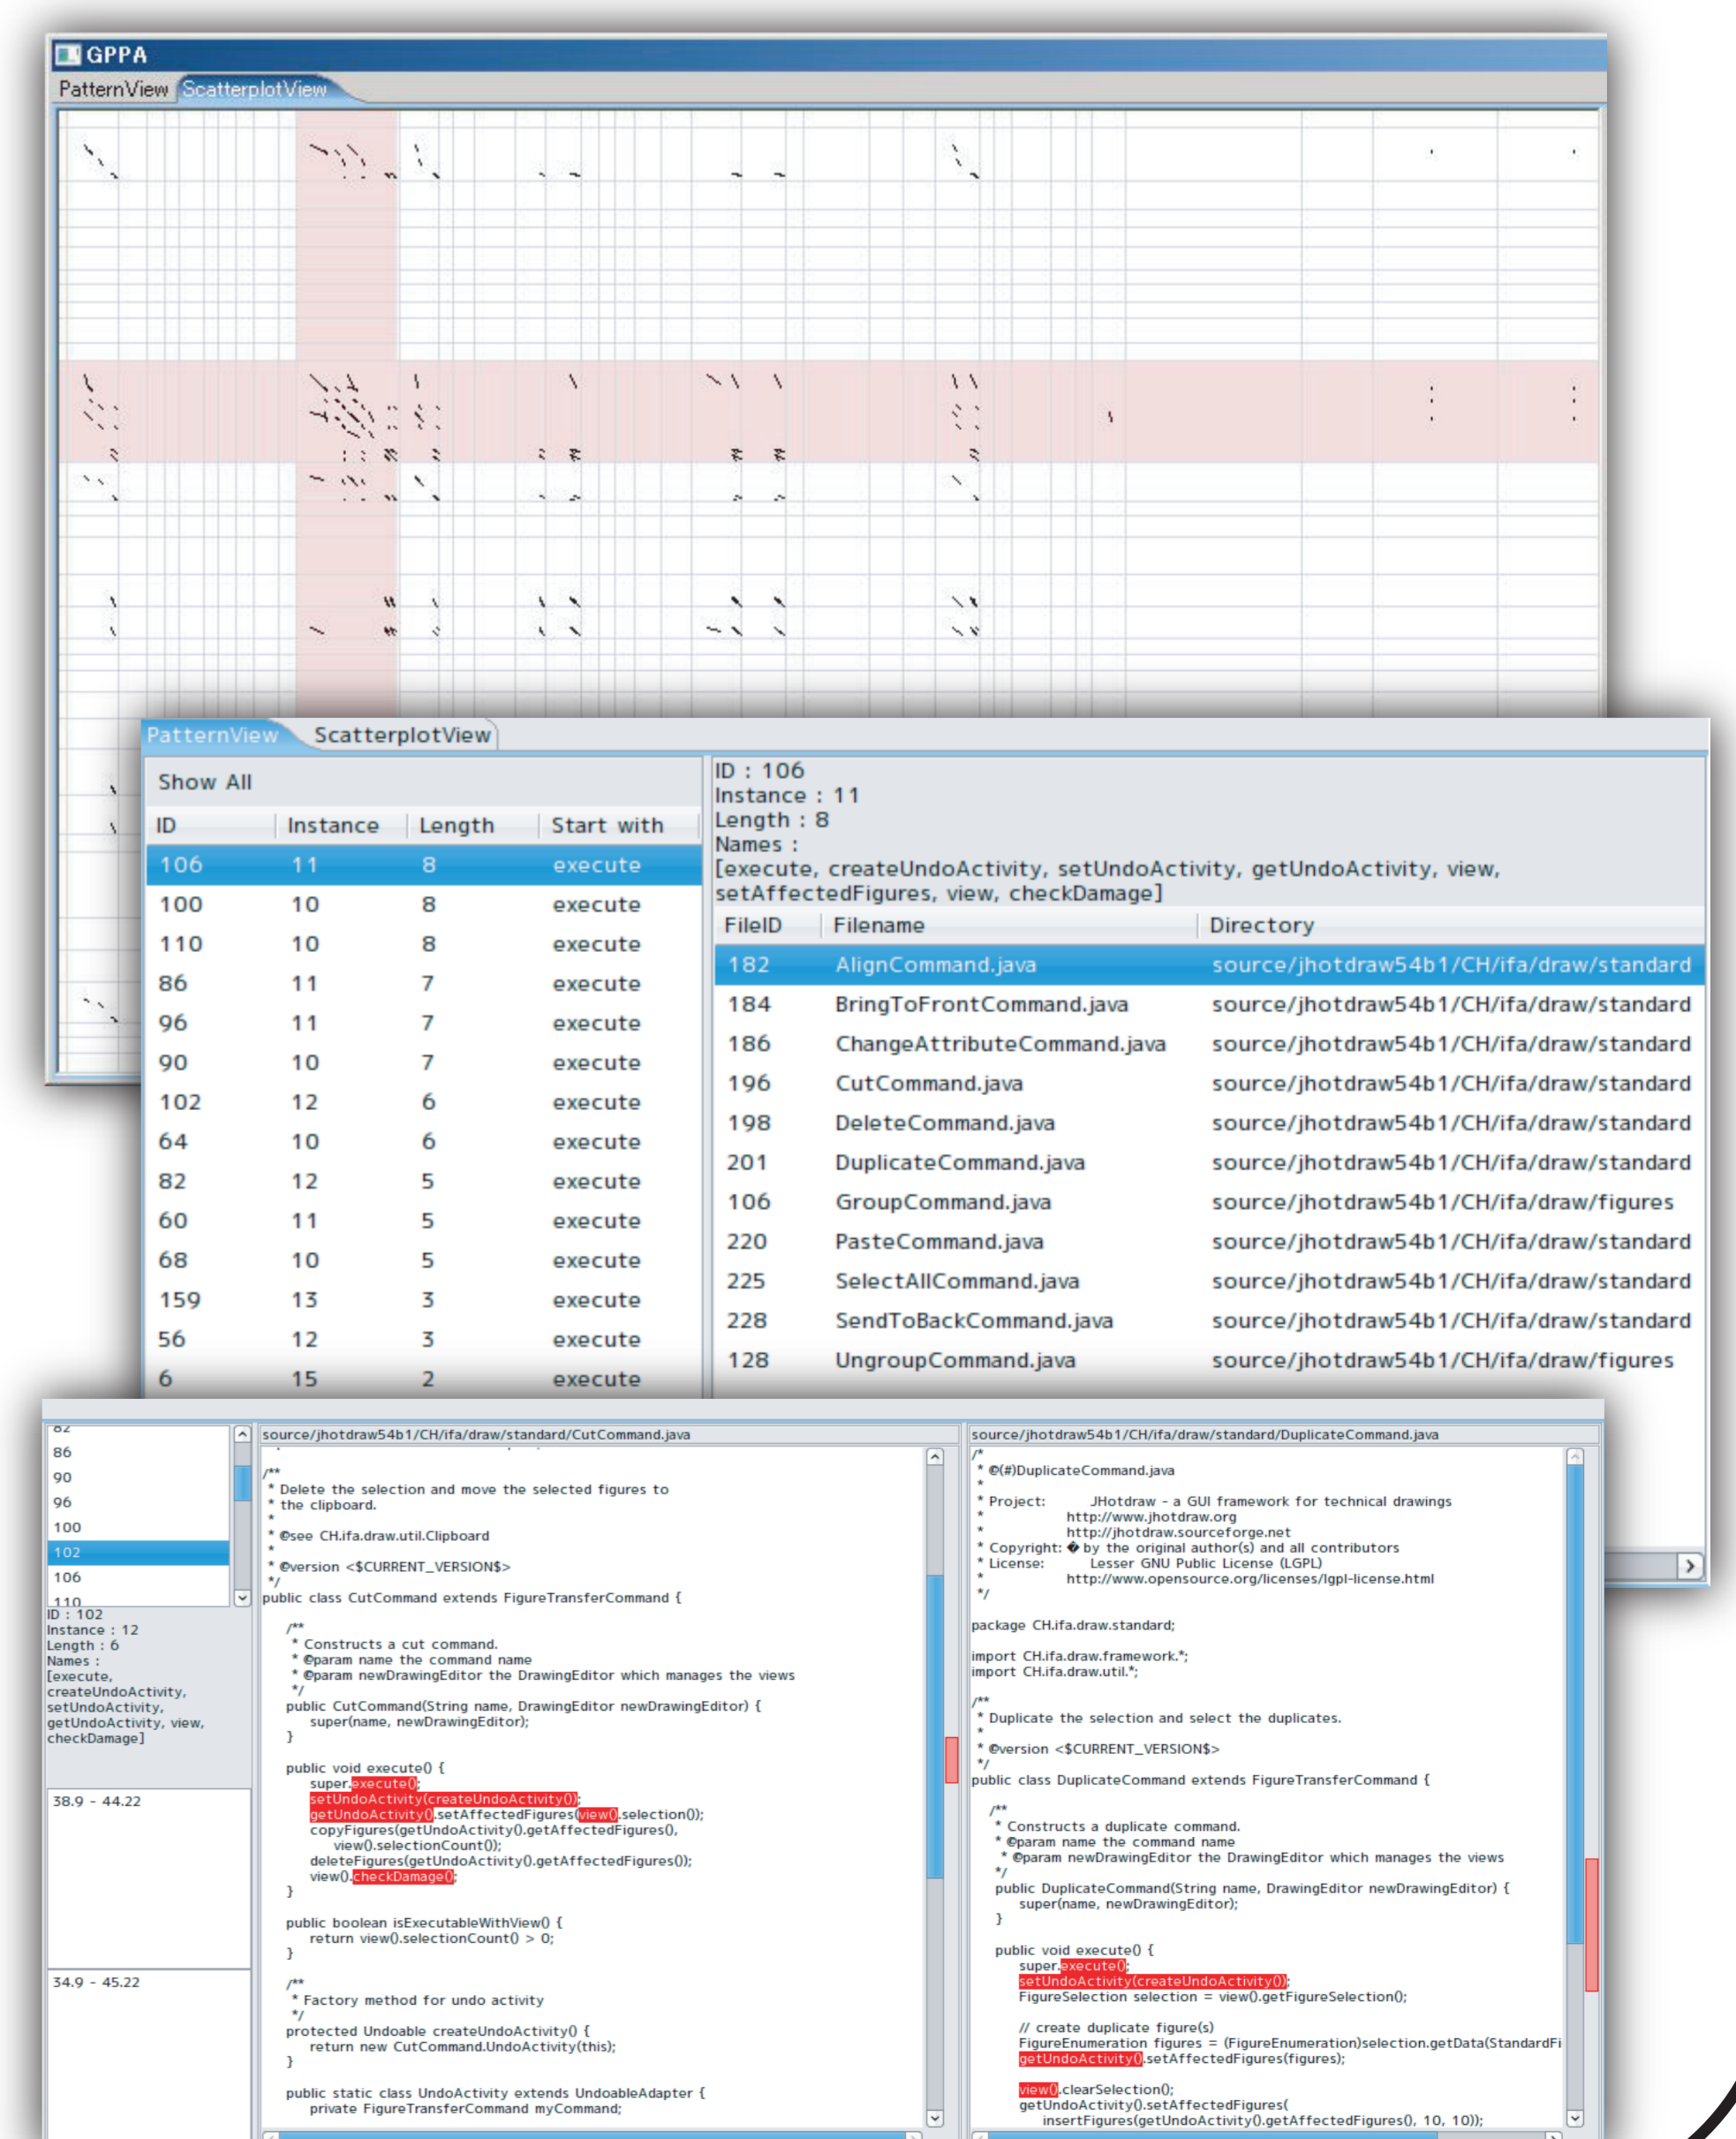 GPPA
PatternView ScatterplotView
PatternView ScatterplotView
Show All
ID Instance Length Start with
106 11 8 execute
100 10 8 execute
110 10 8 execute
86 11 7 execute
96 11 7 execute
90 10 7 execute
102 12 6 execute
64 10 6 execute
82 12 5 execute
60 11 5 execute
68 10 5 execute
159 13 3 execute
56 12 3 execute
6 15 2 execute
ID : 106
Instance : 11
Length : 8
Names :
[execute, createUndoActivity, setUndoActivity, getUndoActivity, view,
setAffectedFigures, view, checkDamage]
FileID Filename Directory
182 AlignCommand.java source/jhotdraw54b1/CH/ifa/draw/standard
184 BringToFrontCommand.java source/jhotdraw54b1/CH/ifa/draw/standard
186 ChangeAttributeCommand.java source/jhotdraw54b1/CH/ifa/draw/standard
196 CutCommand.java source/jhotdraw54b1/CH/ifa/draw/standard
198 DeleteCommand.java source/jhotdraw54b1/CH/ifa/draw/standard
201 DuplicateCommand.java source/jhotdraw54b1/CH/ifa/draw/standard
106 GroupCommand.java source/jhotdraw54b1/CH/ifa/draw/figures
220 PasteCommand.java source/jhotdraw54b1/CH/ifa/draw/standard
225 SelectAllCommand.java source/jhotdraw54b1/CH/ifa/draw/standard
228 SendToBackCommand.java source/jhotdraw54b1/CH/ifa/draw/standard
128 UngroupCommand.java source/jhotdraw54b1/CH/ifa/draw/figures
82
86
90
96
100
102
106
110
ID : 102
Instance : 12
Length : 6
Names :
[execute,
createUndoActivity,
setUndoActivity,
getUndoActivity, view,
checkDamage]
38.9 - 44.22
34.9 - 45.22
source/jhotdraw54b1/CH/ifa/draw/standard/CutCommand.java
/**
* Delete the selection and move the selected figures to
* the clipboard.
*
* @see CH.ifa.draw.util.Clipboard
*
* @version <$CURRENT_VERSION$>
*/
public class CutCommand extends FigureTransferCommand {
/**
* Constructs a cut command.
* @param name the command name
* @param newDrawingEditor the DrawingEditor which manages the views
*/
public CutCommand(String name, DrawingEditor newDrawingEditor) {
super(name, newDrawingEditor);
}
public void execute() {
super.execute();
setUndoActivity(createUndoActivity());
getUndoActivity().setAffectedFigures(view().selection());
copyFigures(getUndoActivity().getAffectedFigures(),
view().selectionCount());
deleteFigures(getUndoActivity().getAffectedFigures());
view().checkDamage();
}
public boolean isExecutableWithView() {
return view().selectionCount() > 0;
}
/**
* Factory method for undo activity
*/
protected Undoable createUndoActivity() {
return new CutCommand.UndoActivity(this);
}
public static class UndoActivity extends UndoableAdapter {
private FigureTransferCommand myCommand;
source/jhotdraw54b1/CH/ifa/draw/standard/DuplicateCommand.java
/*
* @(#)DuplicateCommand.java
*
* Project: JHotdraw - a GUI framework for technical drawings
* http://www.jhotdraw.org
* http://jhotdraw.sourceforge.net
* Copyright: � by the original author(s) and all contributors
* License: Lesser GNU Public License (LGPL)
* http://www.opensource.org/licenses/lgpl-license.html
*/
package CH.ifa.draw.standard;
import CH.ifa.draw.framework.*;
import CH.ifa.draw.util.*;
/**
* Duplicate the selection and select the duplicates.
*
* @version <$CURRENT_VERSION$>
*/
public class DuplicateCommand extends FigureTransferCommand {
/**
* Constructs a duplicate command.
* @param name the command name
* @param newDrawingEditor the DrawingEditor which manages the views
*/
public DuplicateCommand(String name, DrawingEditor newDrawingEditor) {
super(name, newDrawingEditor);
}
public void execute() {
super.execute();
setUndoActivity(createUndoActivity());
FigureSelection selection = view().getFigureSelection();
// create duplicate figure(s)
FigureEnumeration figures = (FigureEnumeration)selection.getData(StandardFi
getUndoActivity().setAffectedFigures(figures);
view().clearSelection();
getUndoActivity().setAffectedFigures(
insertFigures(getUndoActivity().getAffectedFigures(), 10, 10));